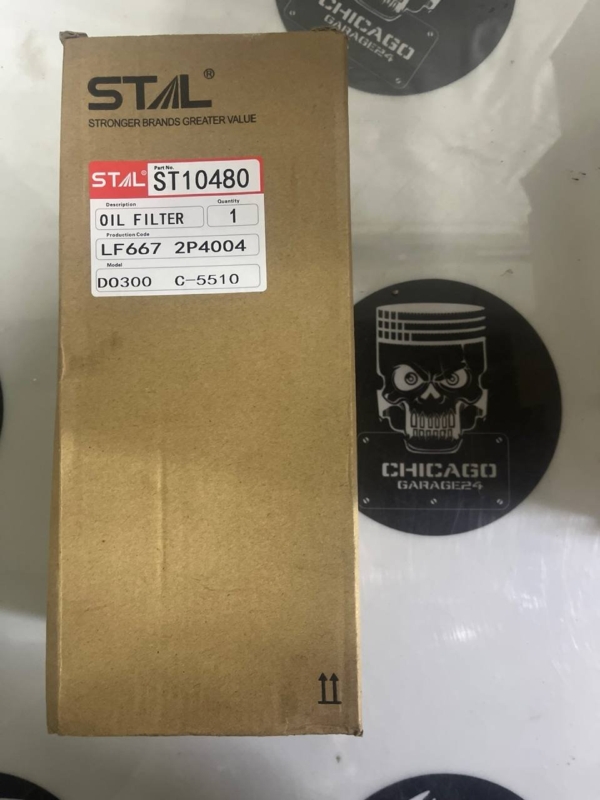 CHICAGO
GARAGE24
STAL®
STRONGER BRANDS GREATER VALUE
STAL® Part No. ST10480
Description Quantity
OIL FILTER 1
Production Code
LF667 2P4004
Model
DO300 C-5510
CHICAGO
GARAGE24